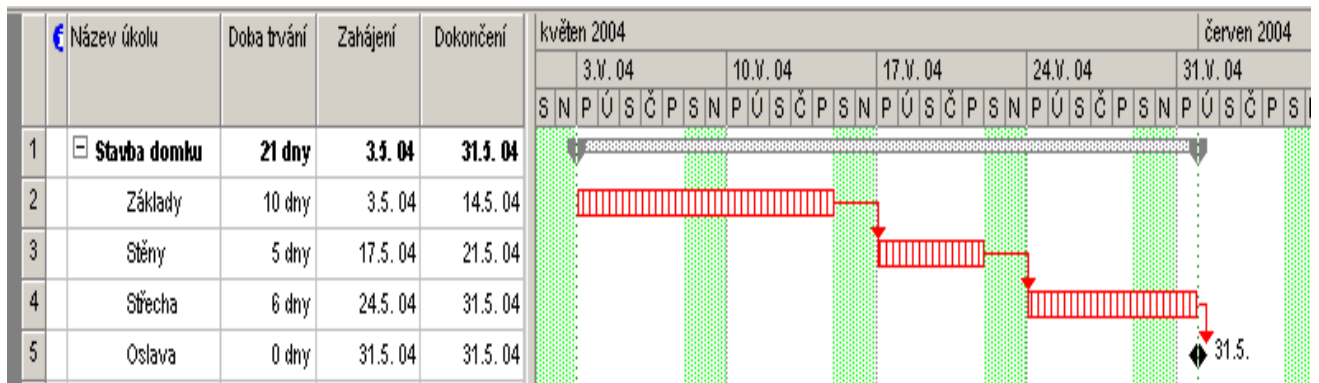 Název úkolu Doba trvání Zahájení Dokončení květen 2004 červen 2004
3.V. 04 10.V. 04 17.V. 04 24.V. 04 31.V. 04
S N P Ú S Č P S N P Ú S Č P S N P Ú S Č P S N P Ú S Č P S N P Ú S Č P S
1 Stavba domku 21 dny 3.5. 04 31.5. 04
2 Základy 10 dny 3.5. 04 14.5. 04
3 Stěny 5 dny 17.5. 04 21.5. 04
4 Střecha 6 dny 24.5. 04 31.5. 04
5 Oslava 0 dny 31.5. 04 31.5. 04 31.5.